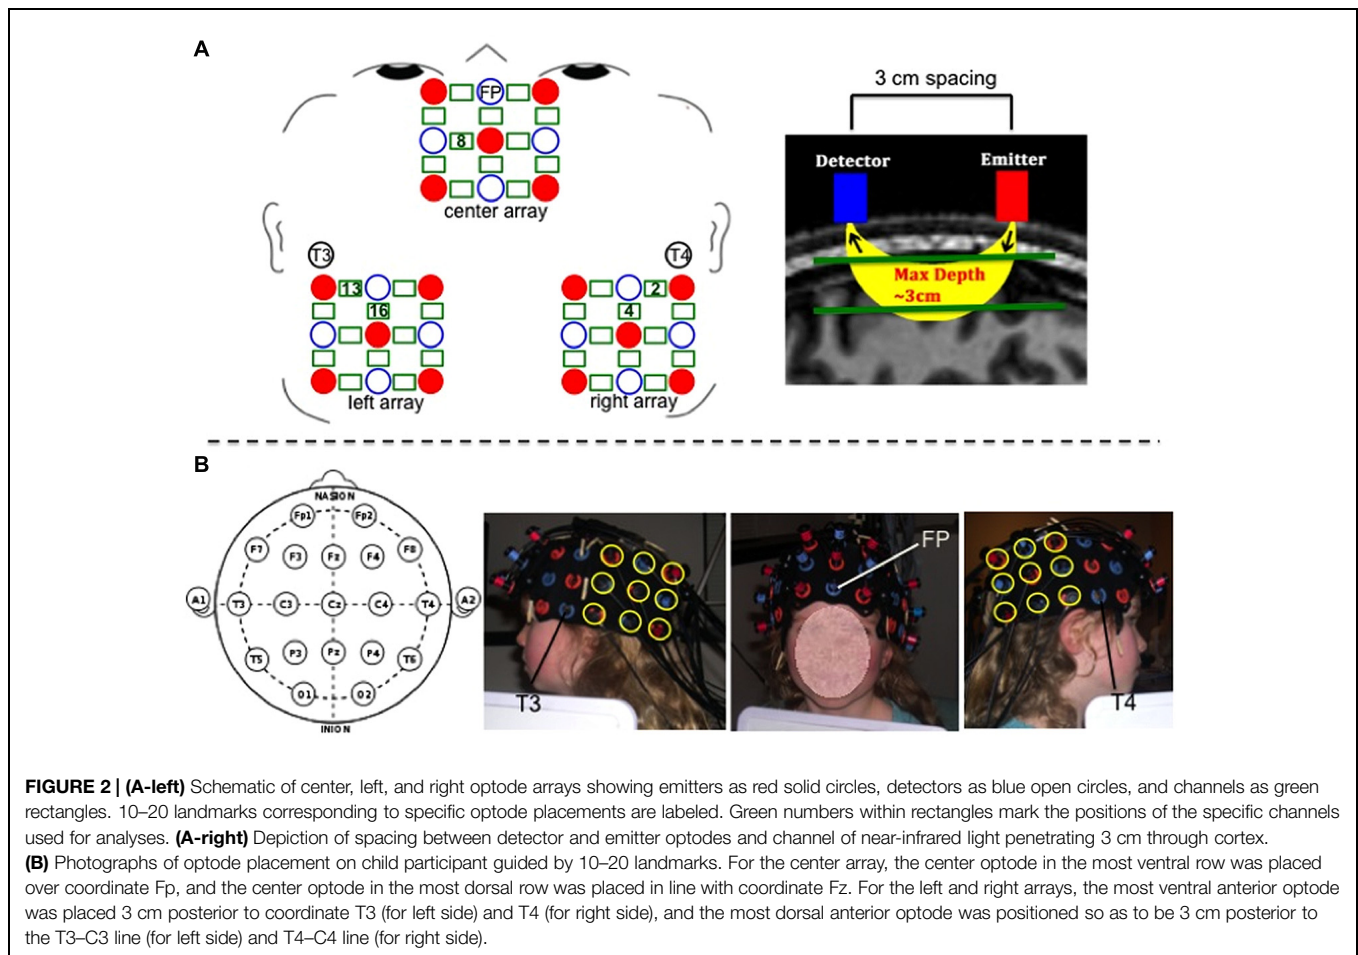 A
FP
8
center array
T3
T4
13
2
16
4
left array
right array
3 cm spacing
Detector
Emitter
Max Depth
~3cm
B
NASION
Fp1 Fp2
F7 F3 Fz F4 F8
A1 T3 C3 Cz C4 T4 A2
T5 P3 Pz P4 T6
O1 O2
INION
T3
FP
T4
FIGURE 2 | (A-left) Schematic of center, left, and right optode arrays showing emitters as red solid circles, detectors as blue open circles, and channels as green
rectangles. 10–20 landmarks corresponding to specific optode placements are labeled. Green numbers within rectangles mark the positions of the specific channels
used for analyses. (A-right) Depiction of spacing between detector and emitter optodes and channel of near-infrared light penetrating 3 cm through cortex.
(B) Photographs of optode placement on child participant guided by 10–20 landmarks. For the center array, the center optode in the most ventral row was placed
over coordinate Fp, and the center optode in the most dorsal row was placed in line with coordinate Fz. For the left and right arrays, the most ventral anterior optode
was placed 3 cm posterior to coordinate T3 (for left side) and T4 (for right side), and the most dorsal anterior optode was positioned so as to be 3 cm posterior to
the T3–C3 line (for left side) and T4–C4 line (for right side).